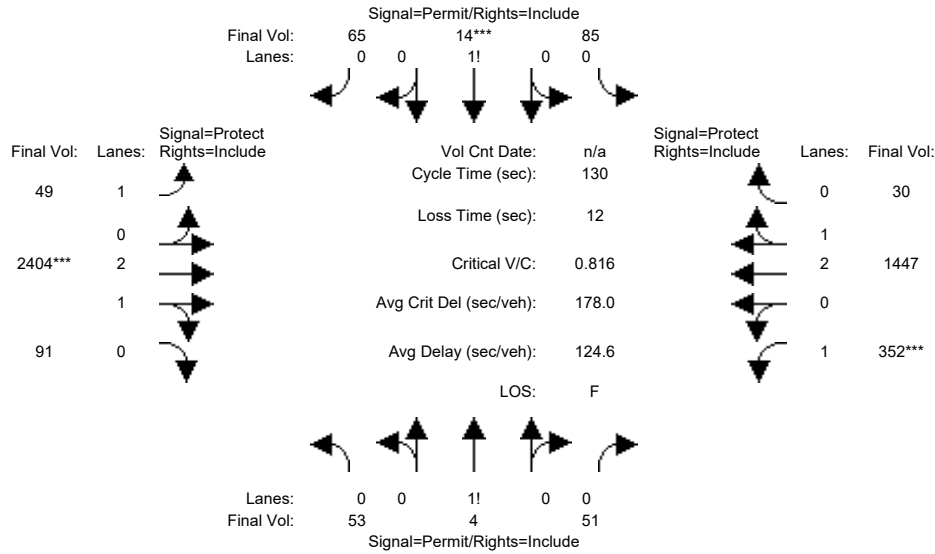 Signal=Permit/Rights=Include
Final Vol: 65 14*** 85
Lanes: 0 0 1! 0 0
Signal=Protect Signal=Protect
Final Vol: Lanes: Rights=Include Vol Cnt Date: n/a Rights=Include Lanes: Final Vol:
Cycle Time (sec): 130
49 1 0 30
Loss Time (sec): 12
0 1
2404*** 2 Critical V/C: 0.816 2 1447
1 Avg Crit Del (sec/veh): 178.0 0
91 0 Avg Delay (sec/veh): 124.6 1 352***
LOS: F
Lanes: 0 0 1! 0 0
Final Vol: 53 4 51
Signal=Permit/Rights=Include